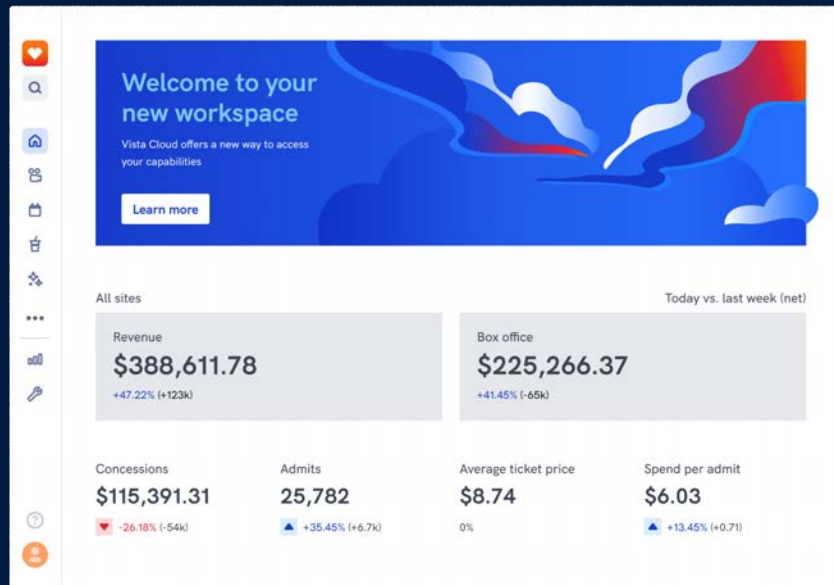 Welcome to your
new workspace
Vista Cloud offers a new way to access
your capabilities
Learn more
All sites
Today vs. last week (net)
Revenue
$388,611.78
+47.22% (+123k)
Box office
$225,266.37
+41.45% (-65k)
Concessions
$115,391.31
-26.18% (-54k)
Admits
25,782
+35.45% (+6.7k)
Average ticket price
$8.74
0%
Spend per admit
$6.03
+13.45% (+0.71)